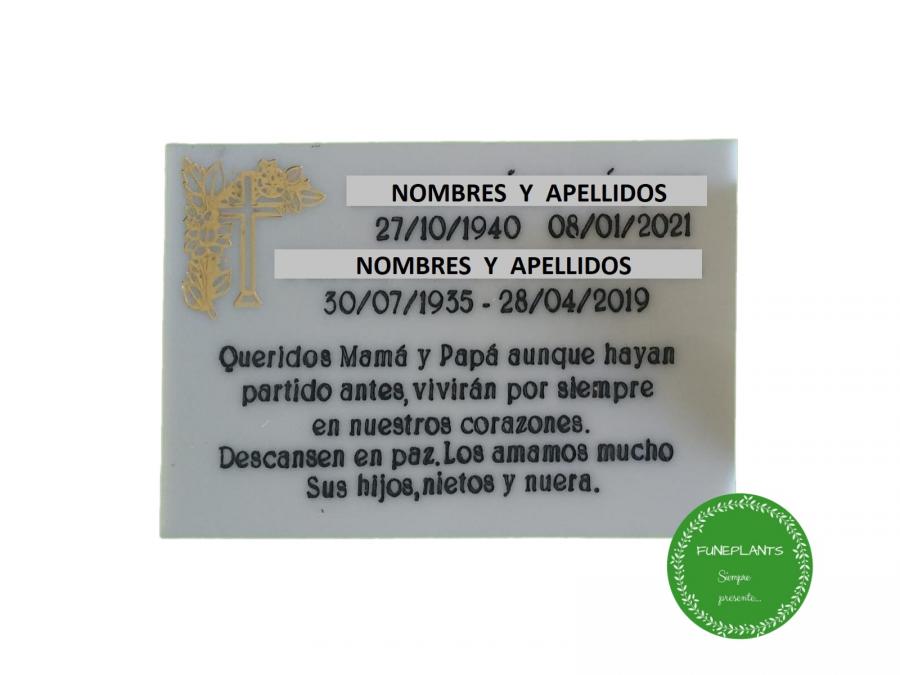 NOMBRES Y APELLIDOS
27/10/1940 08/01/2021
NOMBRES Y APELLIDOS
30/07/1935 - 28/04/2019
Queridos Mamá y Papá aunque hayan
partido antes, vivirán por siempre
en nuestros corazones.
Descansen en paz. Los amamos mucho
Sus hijos, nietos y nuera.
FUNEPLANTS
Siempre
presente...